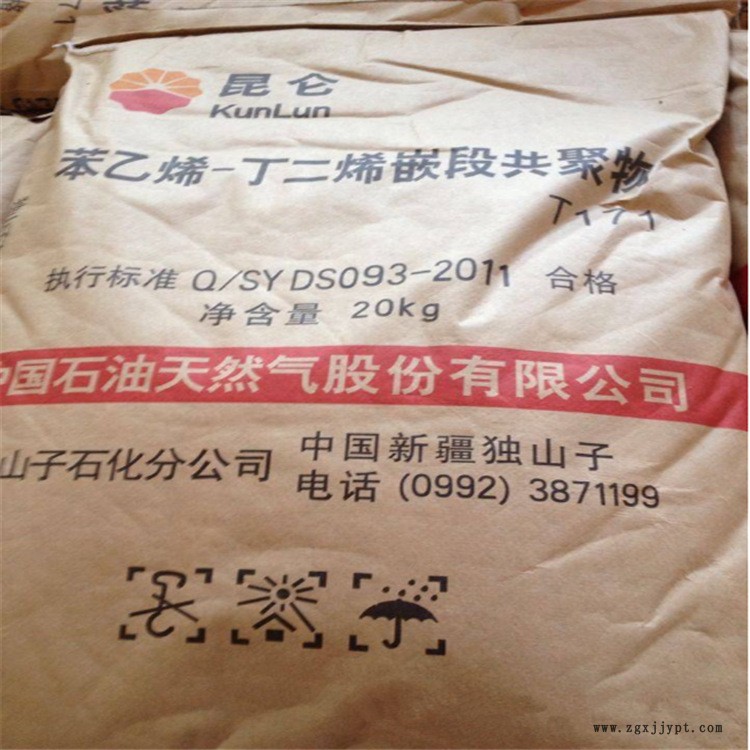 昆仑
KunLun
苯乙烯-丁二烯嵌段共聚物
T171
执行标准 Q/SY DS093-2011 合格
净含量 20kg
中国石油天然气股份有限公司
山子石化分公司
中国新疆独山子
电话 (0992) 3871199
www.zgxjjypt.com